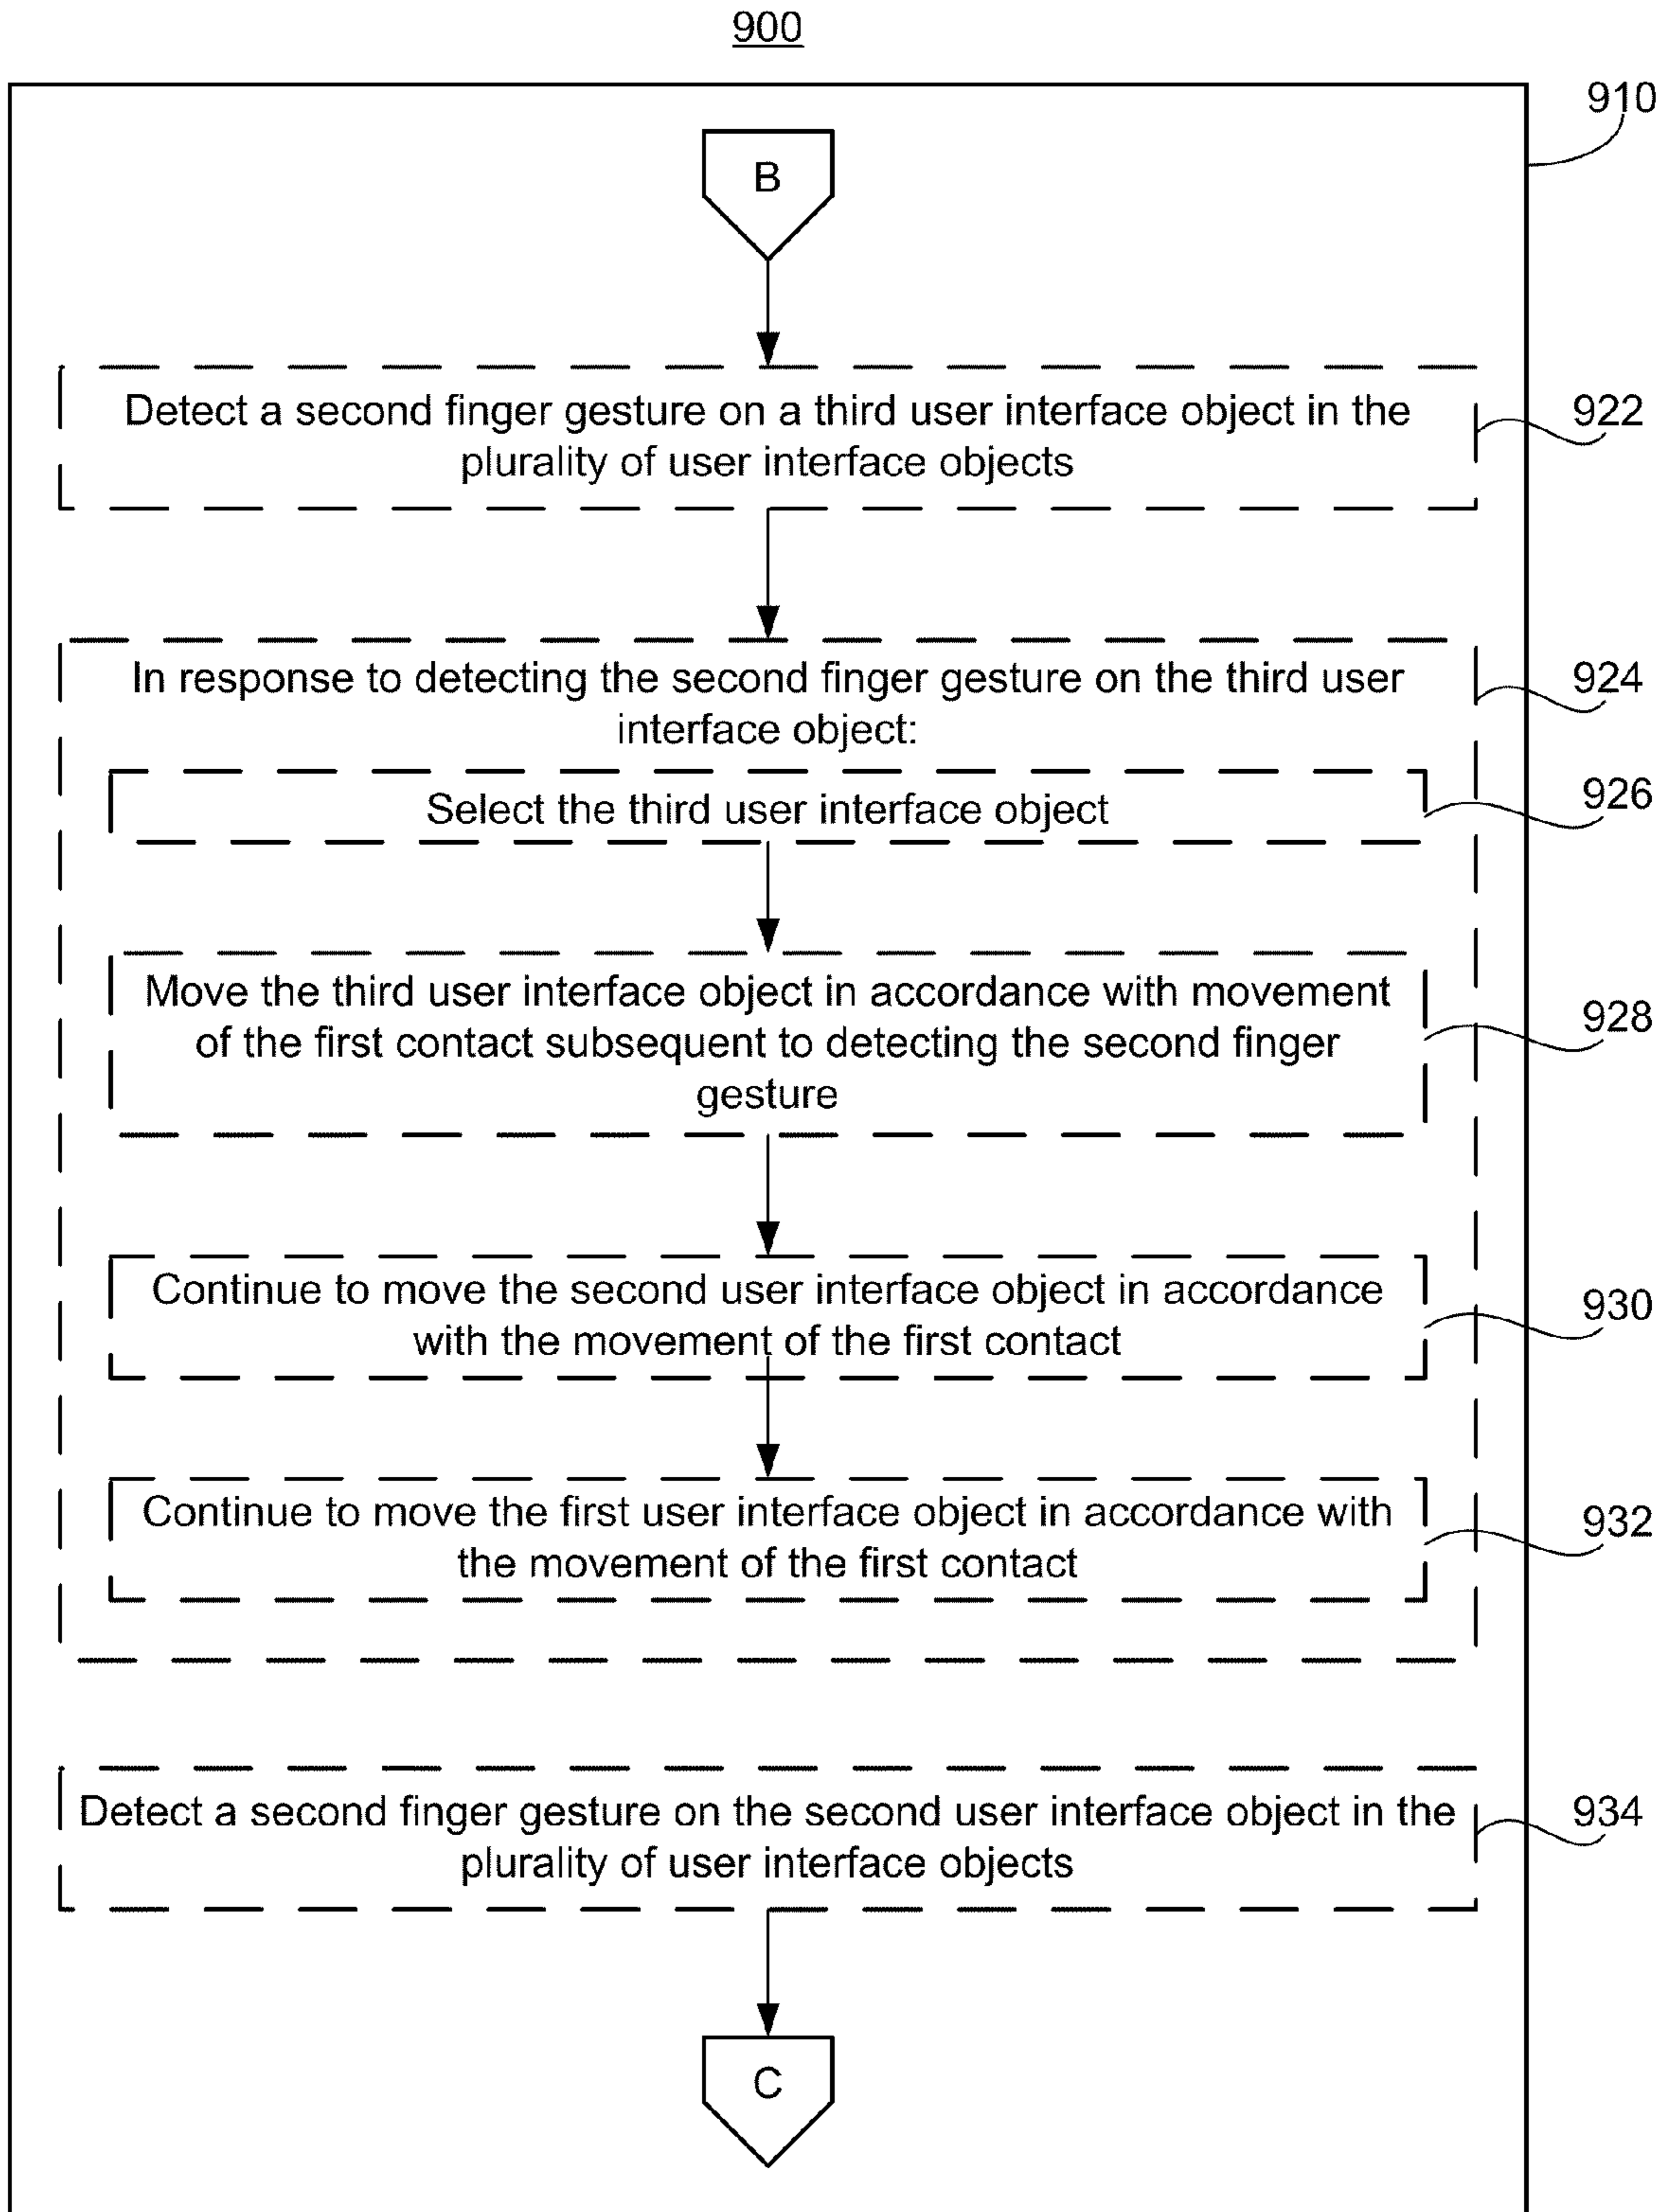 900
910
B
Detect a second finger gesture on a third user interface object in the
plurality of user interface objects
922
In response to detecting the second finger gesture on the third user
interface object:
924
Select the third user interface object
926
Move the third user interface object in accordance with movement
of the first contact subsequent to detecting the second finger
gesture
928
Continue to move the second user interface object in accordance
with the movement of the first contact
930
Continue to move the first user interface object in accordance with
the movement of the first contact
932
Detect a second finger gesture on the second user interface object in the
plurality of user interface objects
934
C